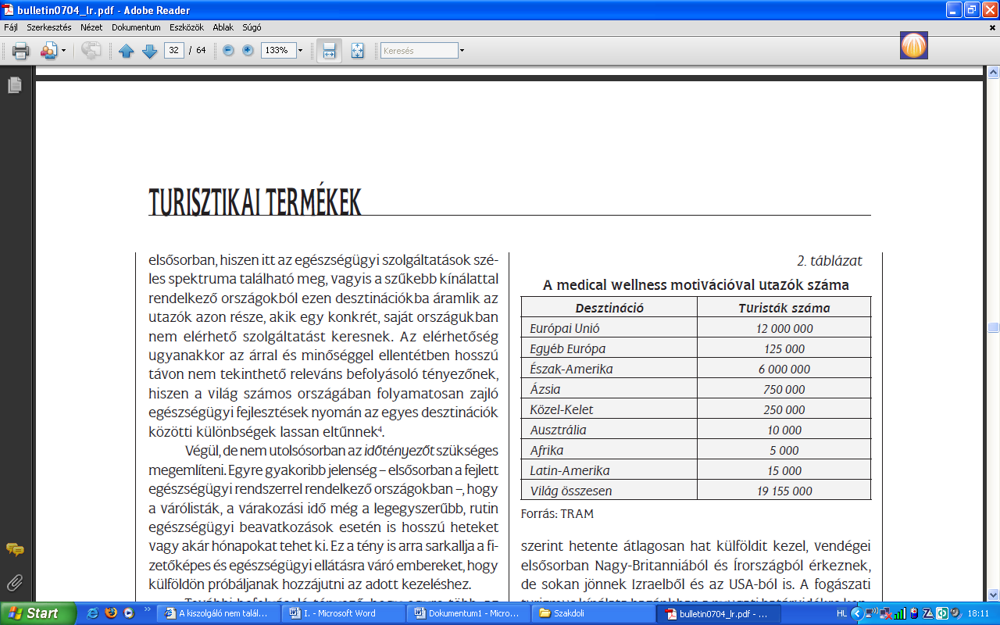 bulletin0704_lr.pdf - Adobe Reader
Fájl Szerkesztés Nézet Dokumentum Eszközök Ablak Súgó
32 / 64 133% Keresés
TURISZTIKAI TERMÉKEK
elsősorban, hiszen itt az egészségügyi szolgáltatások szé-
les spektruma található meg, vagyis a szűkebb kínálattal
rendelkező országokból ezen desztinációkba áramlik az
utazók azon része, akik egy konkrét, saját országukban
nem elérhető szolgáltatást keresnek. Az elérhetőség
ugyanakkor az árral és minőséggel ellentétben hosszú
távon nem tekinthető releváns befolyásoló tényezőnek,
hiszen a világ számos országában folyamatosan zajló
egészségügyi fejlesztések nyomán az egyes desztinációk
közötti különbségek lassan eltűnnek⁴.
Végül, de nem utolsósorban az időtényezőt szükséges
megemlíteni. Egyre gyakoribb jelenség – elsősorban a fejlett
egészségügyi rendszerrel rendelkező országokban –, hogy
a várólisták, a várakozási idő még a legegyszerűbb, rutin
egészségügyi beavatkozások esetén is hosszú heteket
vagy akár hónapokat tehet ki. Ez a tény is arra sarkallja a fi-
zetőképes és egészségügyi ellátásra váró embereket, hogy
külföldön próbáljanak hozzájutni az adott kezeléshez.
2. táblázat
A medical wellness motivációval utazók száma
Desztináció Turisták száma
Európai Unió 12 000 000
Egyéb Európa 125 000
Észak-Amerika 6 000 000
Ázsia 750 000
Közel-Kelet 250 000
Ausztrália 10 000
Afrika 5 000
Latin-Amerika 15 000
Világ összesen 19 155 000
Forrás: TRAM
szerint hetente átlagosan hat külföldit kezel, vendégei
elsősorban Nagy-Britanniából és Írországból érkeznek,
de sokan jönnek Izraelből és az USA-ból is. A fogászati
Start A kiszolgáló nem talál... I. - Microsoft Word Dokumentum1 - Micro... Szakdoli bulletin0704_lr.pdf - ... HL 18:11